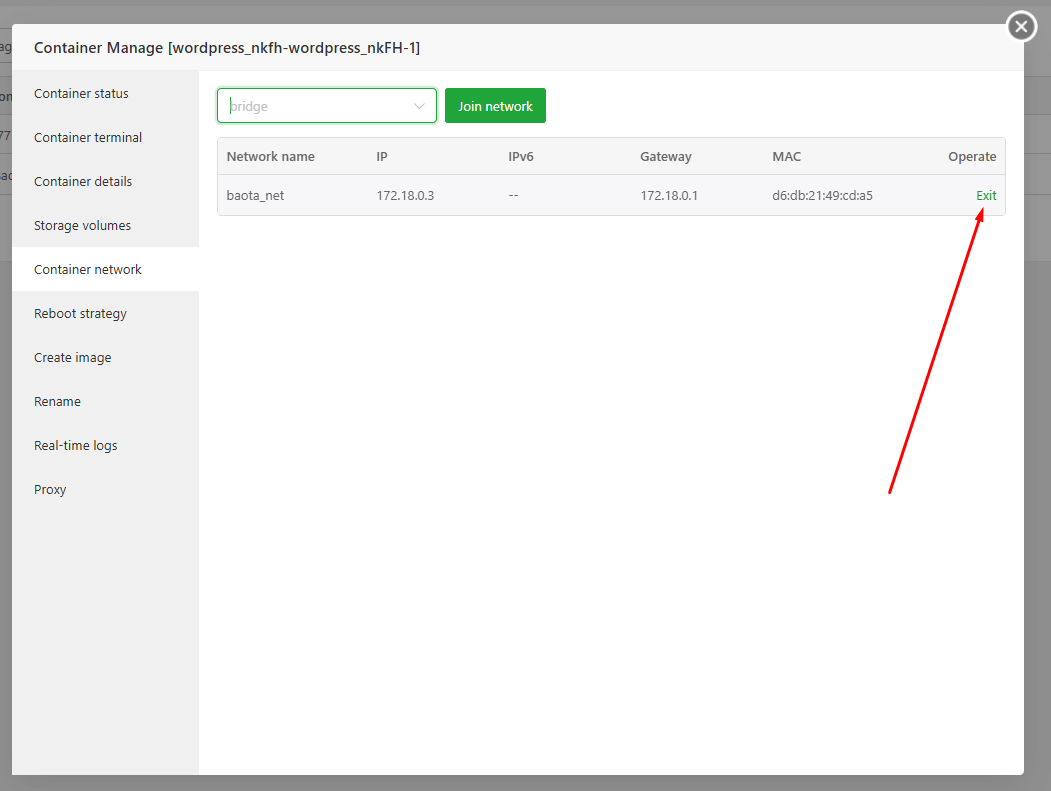 Container Manage [wordpress_nkfh-wordpress_nkFH-1]
Container status
Container terminal
Container details
Storage volumes
Container network
Reboot strategy
Create image
Rename
Real-time logs
Proxy
bridge
Join network
Network name IP IPv6 Gateway MAC Operate
baota_net 172.18.0.3 -- 172.18.0.1 d6:db:21:49:cd:a5 Exit